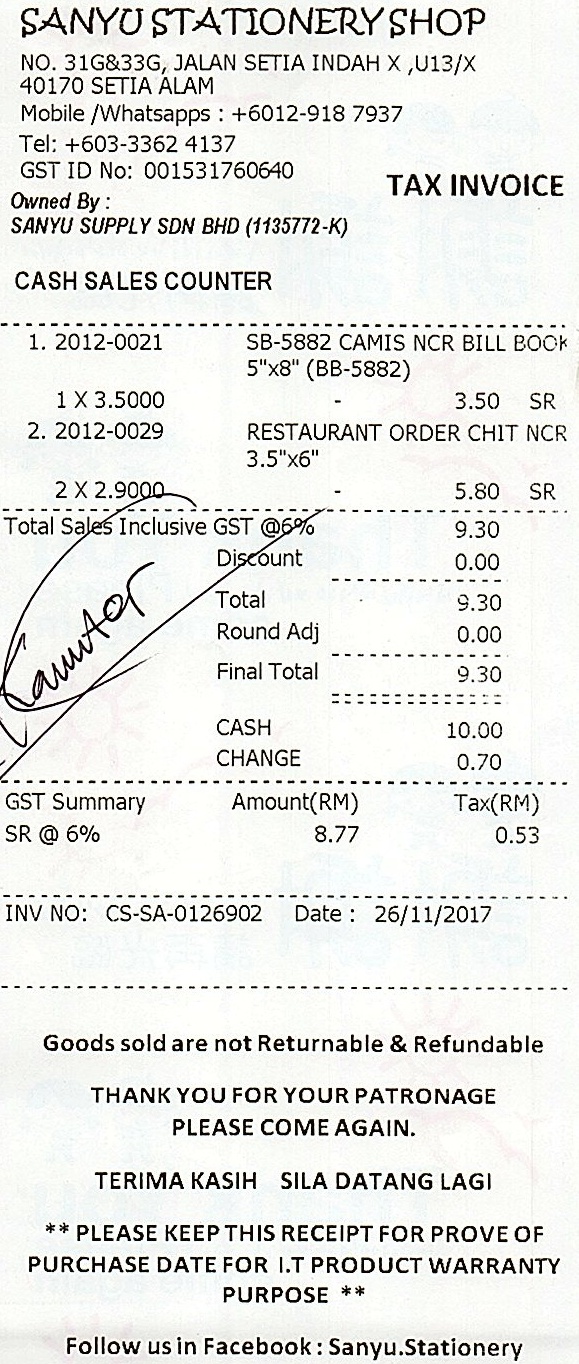 SANYU STATIONERY SHOP
NO. 31G&33G, JALAN SETIA INDAH X ,U13/X
40170 SETIA ALAM
Mobile /Whatsapps : +6012-918 7937
Tel: +603-3362 4137
GST ID No: 001531760640
TAX INVOICE
Owned By :
SANYU SUPPLY SDN BHD (1135772-K)
CASH SALES COUNTER
1. 2012-0021 SB-5882 CAMIS NCR BILL BOOK
5"x8" (BB-5882)
1 X 3.5000 - 3.50 SR
2. 2012-0029 RESTAURANT ORDER CHIT NCR
3.5"x6"
2 X 2.9000 - 5.80 SR
Total Sales Inclusive GST @6% 9.30
Discount 0.00
Total 9.30
Round Adj 0.00
Final Total 9.30
CASH 10.00
CHANGE 0.70
GST Summary Amount(RM) Tax(RM)
SR @ 6% 8.77 0.53
INV NO: CS-SA-0126902 Date : 26/11/2017
Goods sold are not Returnable & Refundable
THANK YOU FOR YOUR PATRONAGE
PLEASE COME AGAIN.
TERIMA KASIH SILA DATANG LAGI
** PLEASE KEEP THIS RECEIPT FOR PROVE OF
PURCHASE DATE FOR I.T PRODUCT WARRANTY
PURPOSE **
Follow us in Facebook : Sanyu.Stationery